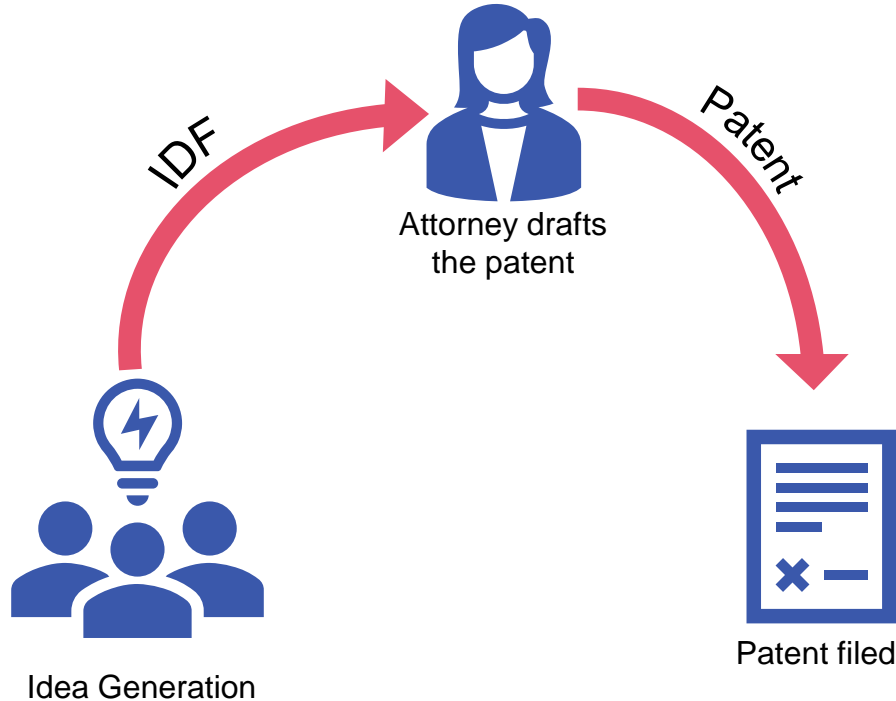 IDF
Patent
Attorney drafts
the patent
Idea Generation
Patent filed